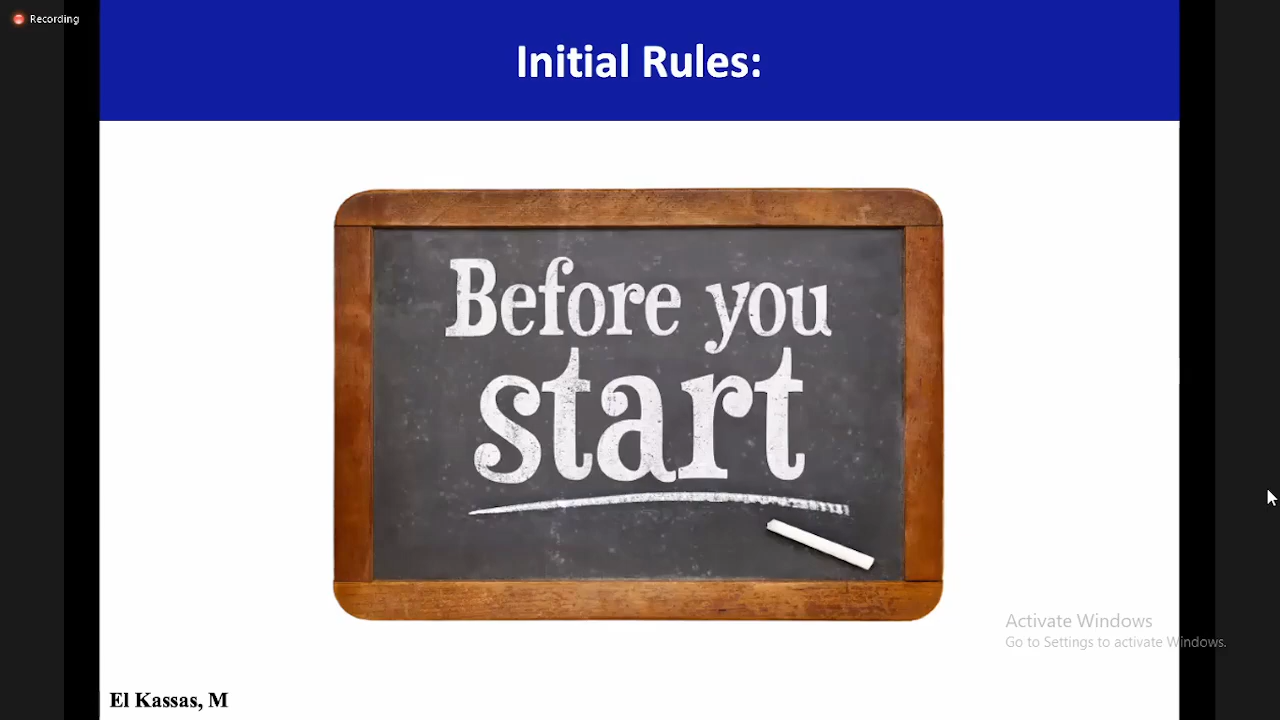 Recording
Initial Rules:
Before you
start
Activate Windows
Go to Settings to activate Windows.
El Kassas, M